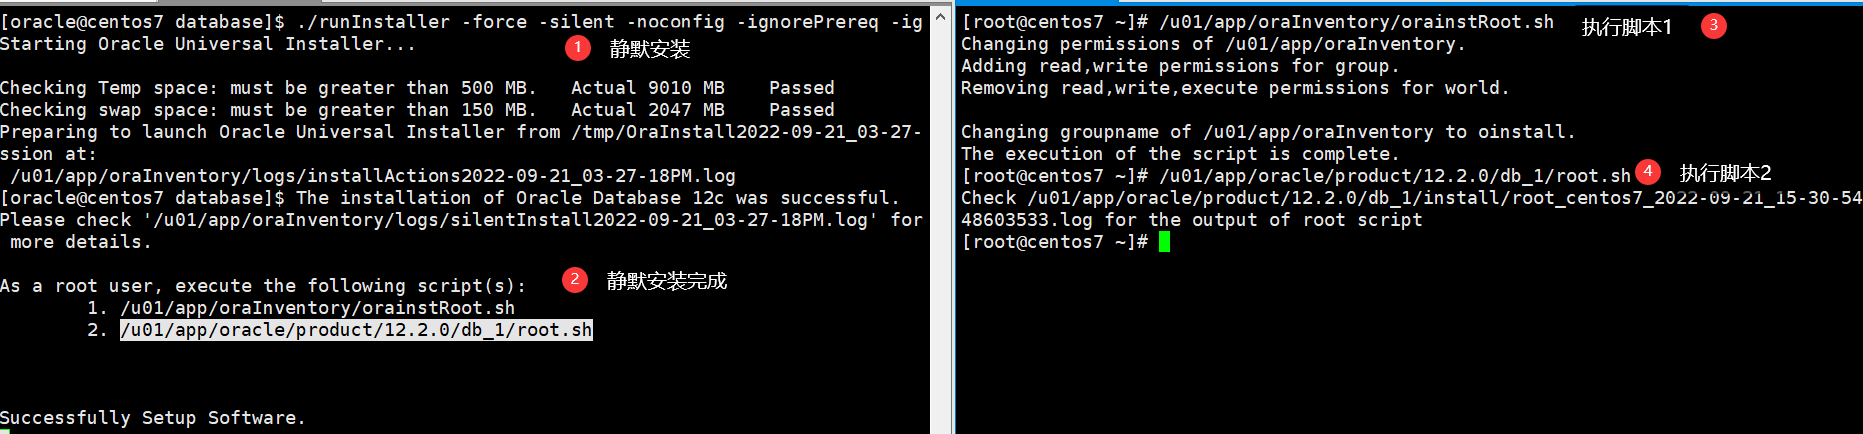 [oracle@centos7 database]$ ./runInstaller -force -silent -noconfig -ignorePrereq -ig
Starting Oracle Universal Installer...
1 静默安装
Checking Temp space: must be greater than 500 MB.   Actual 9010 MB    Passed
Checking swap space: must be greater than 150 MB.   Actual 2047 MB    Passed
Preparing to launch Oracle Universal Installer from /tmp/OraInstall2022-09-21_03-27-
ssion at:
 /u01/app/oraInventory/logs/installActions2022-09-21_03-27-18PM.log
[oracle@centos7 database]$ The installation of Oracle Database 12c was successful.
Please check '/u01/app/oraInventory/logs/silentInstall2022-09-21_03-27-18PM.log' for
 more details.
2 静默安装完成
As a root user, execute the following script(s):
        1. /u01/app/oraInventory/orainstRoot.sh
        2. /u01/app/oracle/product/12.2.0/db_1/root.sh
Successfully Setup Software.
[root@centos7 ~]# /u01/app/oraInventory/orainstRoot.sh
执行脚本1 3
Changing permissions of /u01/app/oraInventory.
Adding read,write permissions for group.
Removing read,write,execute permissions for world.
Changing groupname of /u01/app/oraInventory to oinstall.
The execution of the script is complete.
[root@centos7 ~]# /u01/app/oracle/product/12.2.0/db_1/root.sh
4 执行脚本2
Check /u01/app/oracle/product/12.2.0/db_1/install/root_centos7_2022-09-21_15-30-54
48603533.log for the output of root script
[root@centos7 ~]#